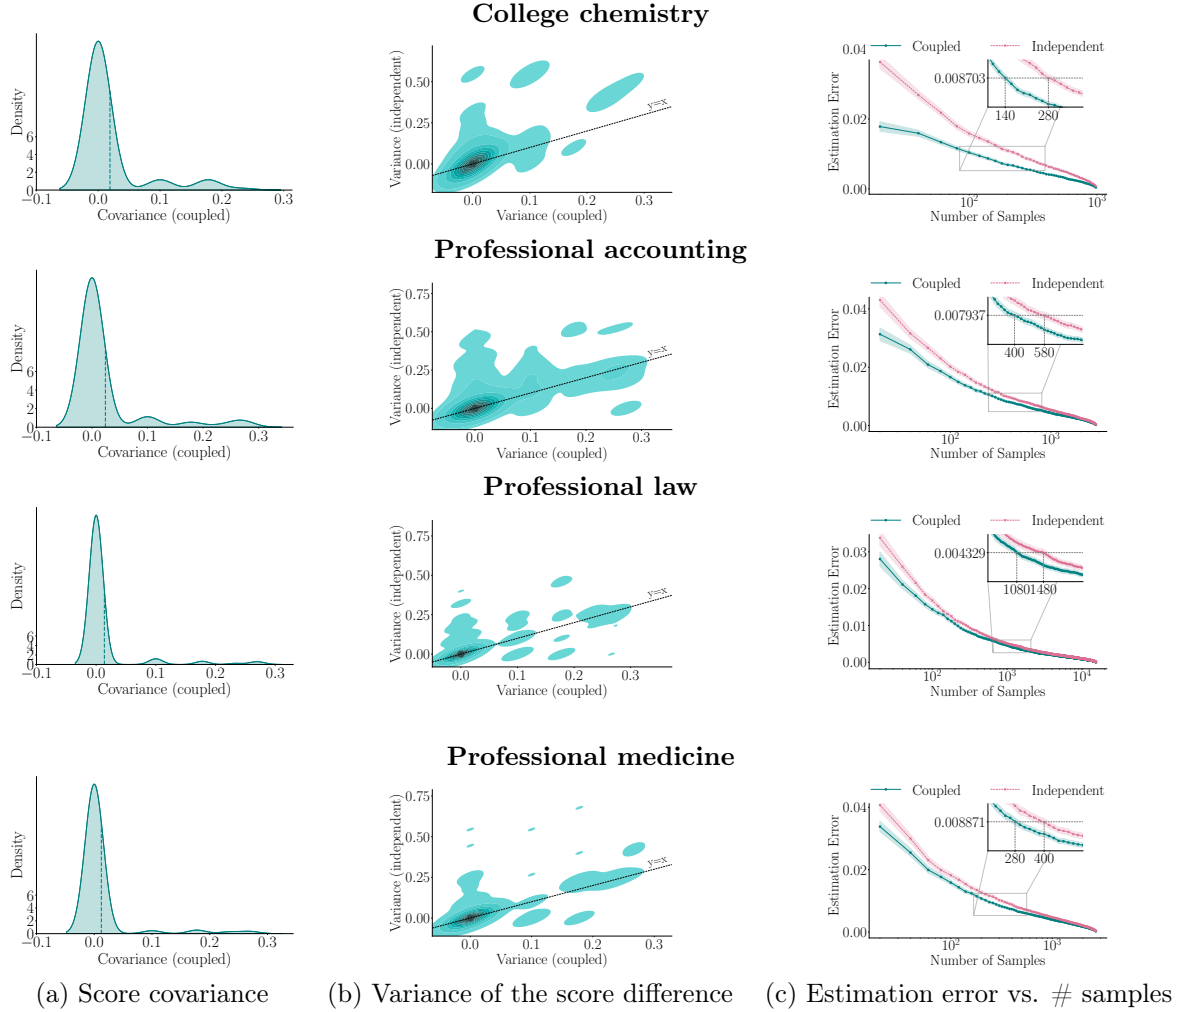 College chemistry
Density
6
4
2
0
−0.1 0.0 0.1 0.2 0.3
Covariance (coupled)
Variance (independent)
0.50
0.25
0.00
y=x
0.0 0.1 0.2 0.3
Variance (coupled)
Coupled Independent
Estimation Error
0.04
0.02
0.00
0.008703
140 280
10² 10³
Number of Samples
Professional accounting
Density
6
4
2
0
−0.1 0.0 0.1 0.2 0.3
Covariance (coupled)
Variance (independent)
0.75
0.50
0.25
0.00
y=x
0.0 0.1 0.2 0.3
Variance (coupled)
Coupled Independent
Estimation Error
0.04
0.02
0.00
0.007937
400 580
10² 10³
Number of Samples
Professional law
Density
6
4
2
0
−0.1 0.0 0.1 0.2 0.3
Covariance (coupled)
Variance (independent)
0.75
0.50
0.25
0.00
y=x
0.0 0.1 0.2 0.3
Variance (coupled)
Coupled Independent
Estimation Error
0.03
0.02
0.01
0.00
0.004329
1080 1480
10² 10³ 10⁴
Number of Samples
Professional medicine
Density
6
4
2
0
−0.1 0.0 0.1 0.2 0.3
Covariance (coupled)
Variance (independent)
0.75
0.50
0.25
0.00
y=x
0.0 0.1 0.2 0.3
Variance (coupled)
Coupled Independent
Estimation Error
0.04
0.02
0.00
0.008871
280 400
10² 10³
Number of Samples
(a) Score covariance
(b) Variance of the score difference
(c) Estimation error vs. # samples